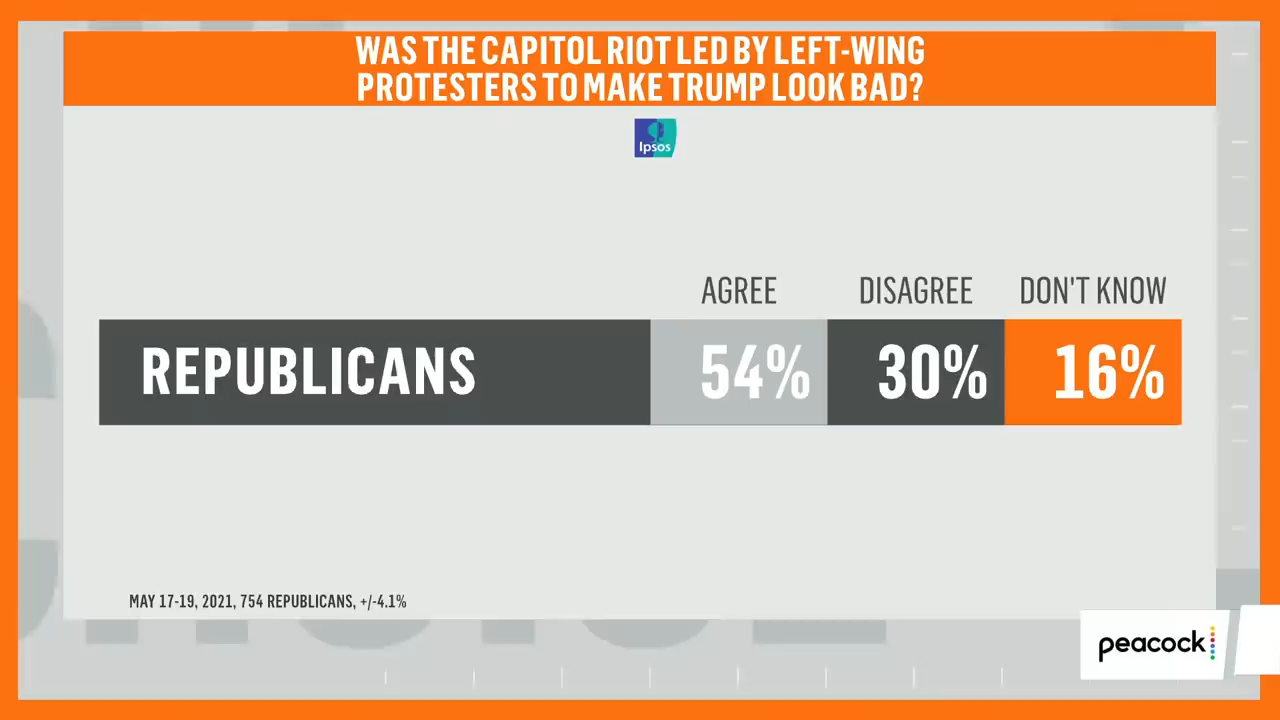 WAS THE CAPITOL RIOT LED BY LEFT-WING
PROTESTERS TO MAKE TRUMP LOOK BAD?
Ipsos
AGREE DISAGREE DON'T KNOW
REPUBLICANS 54% 30% 16%
MAY 17-19, 2021, 754 REPUBLICANS, +/-4.1%
peacock